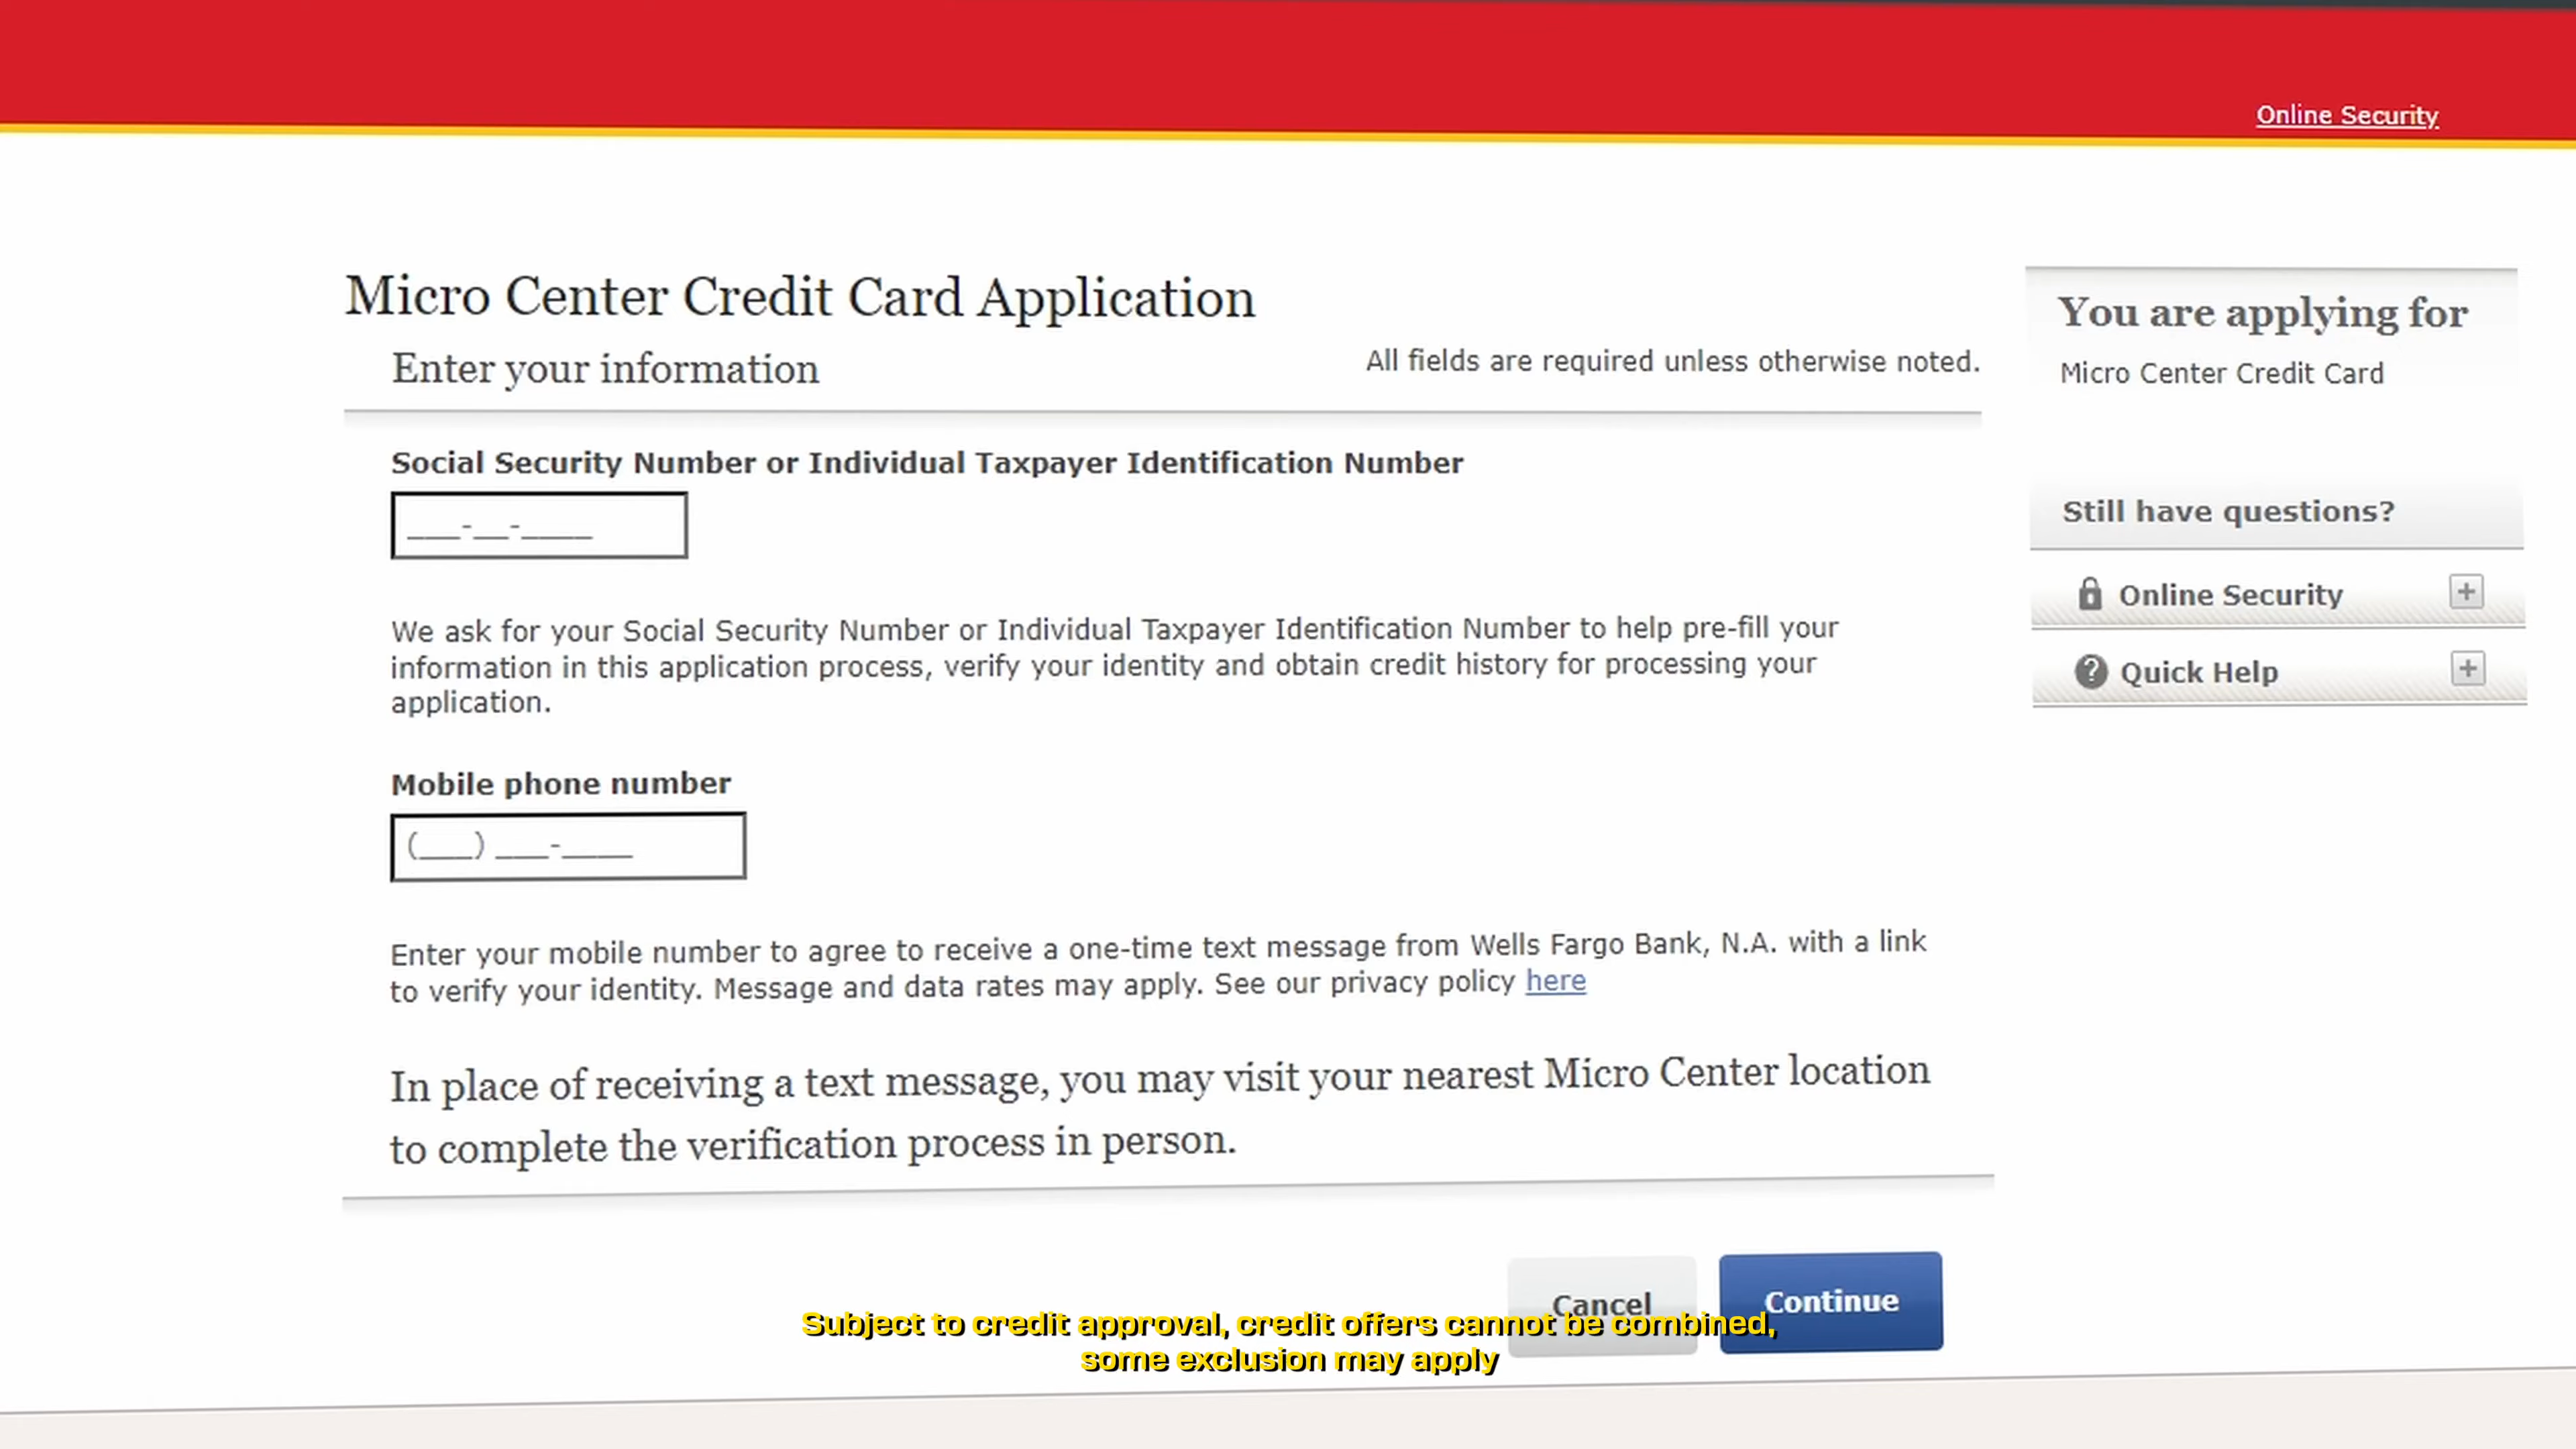 Online Security
Micro Center Credit Card Application
Enter your information
All fields are required unless otherwise noted.
Social Security Number or Individual Taxpayer Identification Number
___-__-____
We ask for your Social Security Number or Individual Taxpayer Identification Number to help pre-fill your
information in this application process, verify your identity and obtain credit history for processing your
application.
Mobile phone number
(___) ___-____
Enter your mobile number to agree to receive a one-time text message from Wells Fargo Bank, N.A. with a link
to verify your identity. Message and data rates may apply. See our privacy policy here
In place of receiving a text message, you may visit your nearest Micro Center location
to complete the verification process in person.
Cancel
Continue
You are applying for
Micro Center Credit Card
Still have questions?
Online Security
Quick Help
Subject to credit approval, credit offers cannot be combined,
some exclusion may apply